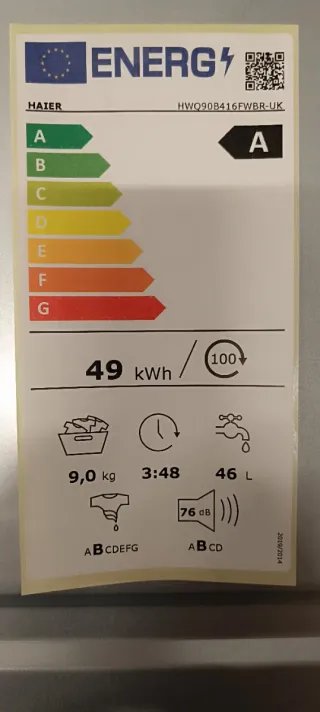 ENERG
HAIER HWQ90B416FWBR-UK
A A
B
C
D
E
F
G
49 kWh / 100
9,0 kg 3:48 46 L
76 dB
ABCDEFG ABCD
2019/2014